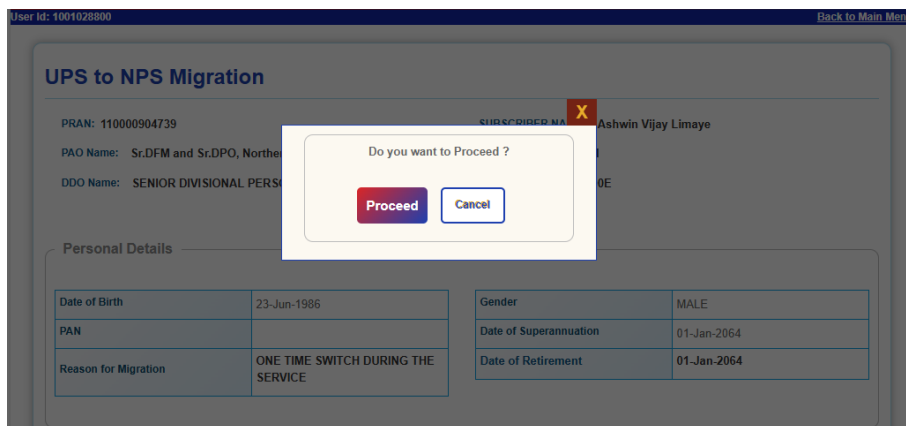 User Id: 1001028800 Back to Main Men
UPS to NPS Migration
PRAN: 110000904739 SUBSCRIBER NA Ashwin Vijay Limaye
X
PAO Name: Sr.DFM and Sr.DPO, Norther
DDO Name: SENIOR DIVISIONAL PERS 0E
Do you want to Proceed ?
Proceed Cancel
Personal Details
Date of Birth 23-Jun-1986 Gender MALE
PAN Date of Superannuation 01-Jan-2064
Reason for Migration ONE TIME SWITCH DURING THE
SERVICE
Date of Retirement 01-Jan-2064